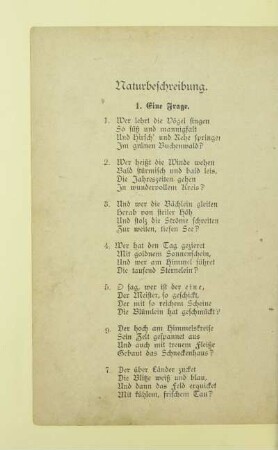 Naturbeschreibung.
1. Eine Frage.
1. Wer lehrt die Vögel singen
So süß und mannigfalt
Und Hirsch' und Rehe springen
Im grünen Buchenwald?
2. Wer heißt die Winde wehen
Bald stürmisch und bald leis,
Die Jahreszeiten gehen
In wundervollem Kreis?
3. Und wer die Bächlein gleiten
Herab von steiler Höh
Und stolz die Ströme schreiten
Zur weiten, tiefen See?
4. Wer hat den Tag gezieret
Mit goldnem Sonnenschein,
Und wer am Himmel führet
Die tausend Sternelein?
5. O sag, wer ist der eine,
Der Meister, so geschickt,
Der mit so reichem Scheine
Die Blümlein hat geschmückt?
6. Der hoch am Himmelskreise
Sein Zelt gespannet aus
Und auch mit treuem Fleiße
Gebaut das Schneckenhaus?
7. Der über Länder zucket
Die Blitze weiß und blau,
Und dann das Feld erquicket
Mit kühlem, frischem Tau?